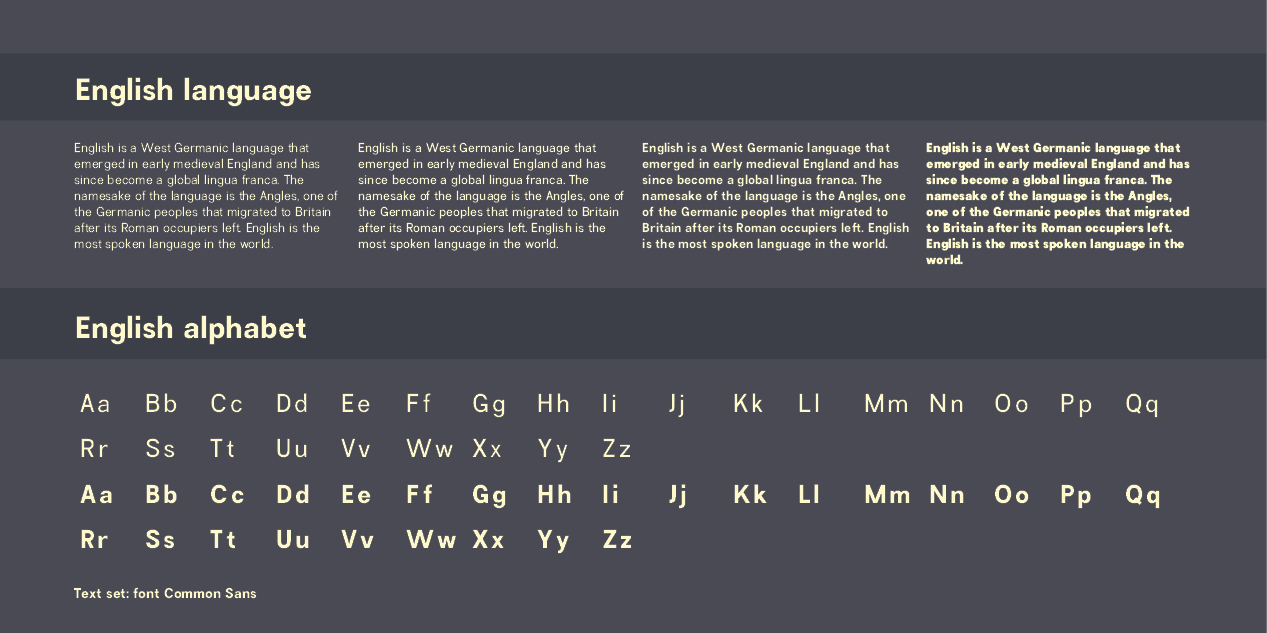 English language
English is a West Germanic language that
emerged in early medieval England and has
since become a global lingua franca. The
namesake of the language is the Angles, one of
the Germanic peoples that migrated to Britain
after its Roman occupiers left. English is the
most spoken language in the world.
English is a West Germanic language that
emerged in early medieval England and has
since become a global lingua franca. The
namesake of the language is the Angles, one of
the Germanic peoples that migrated to Britain
after its Roman occupiers left. English is the
most spoken language in the world.
English is a West Germanic language that
emerged in early medieval England and has
since become a global lingua franca. The
namesake of the language is the Angles, one
of the Germanic peoples that migrated to
Britain after its Roman occupiers left. English
is the most spoken language in the world.
English is a West Germanic language that
emerged in early medieval England and has
since become a global lingua franca. The
namesake of the language is the Angles,
one of the Germanic peoples that migrated
to Britain after its Roman occupiers left.
English is the most spoken language in the
world.
English alphabet
Aa Bb Cc Dd Ee Ff Gg Hh Ii Jj Kk Ll Mm Nn Oo Pp Qq
Rr Ss Tt Uu Vv Ww Xx Yy Zz
Aa Bb Cc Dd Ee Ff Gg Hh Ii Jj Kk Ll Mm Nn Oo Pp Qq
Rr Ss Tt Uu Vv Ww Xx Yy Zz
Text set: font Common Sans